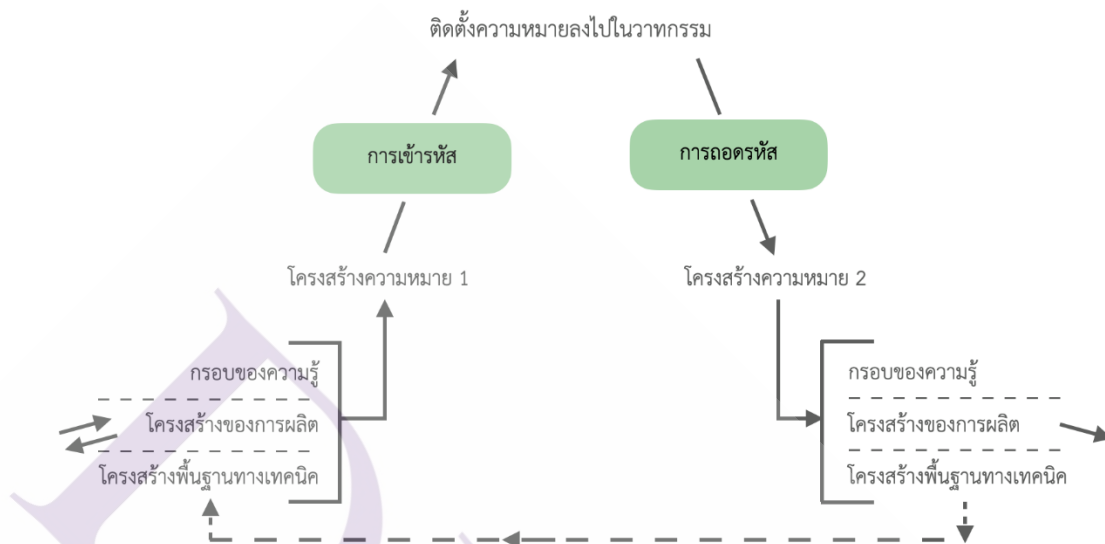 ติดตั้งความหมายลงไปในวาทกรรม
การเข้ารหัส
การถอดรหัส
โครงสร้างความหมาย 1
โครงสร้างความหมาย 2
กรอบของความรู้
โครงสร้างของการผลิต
โครงสร้างพื้นฐานทางเทคนิค
กรอบของความรู้
โครงสร้างของการผลิต
โครงสร้างพื้นฐานทางเทคนิค